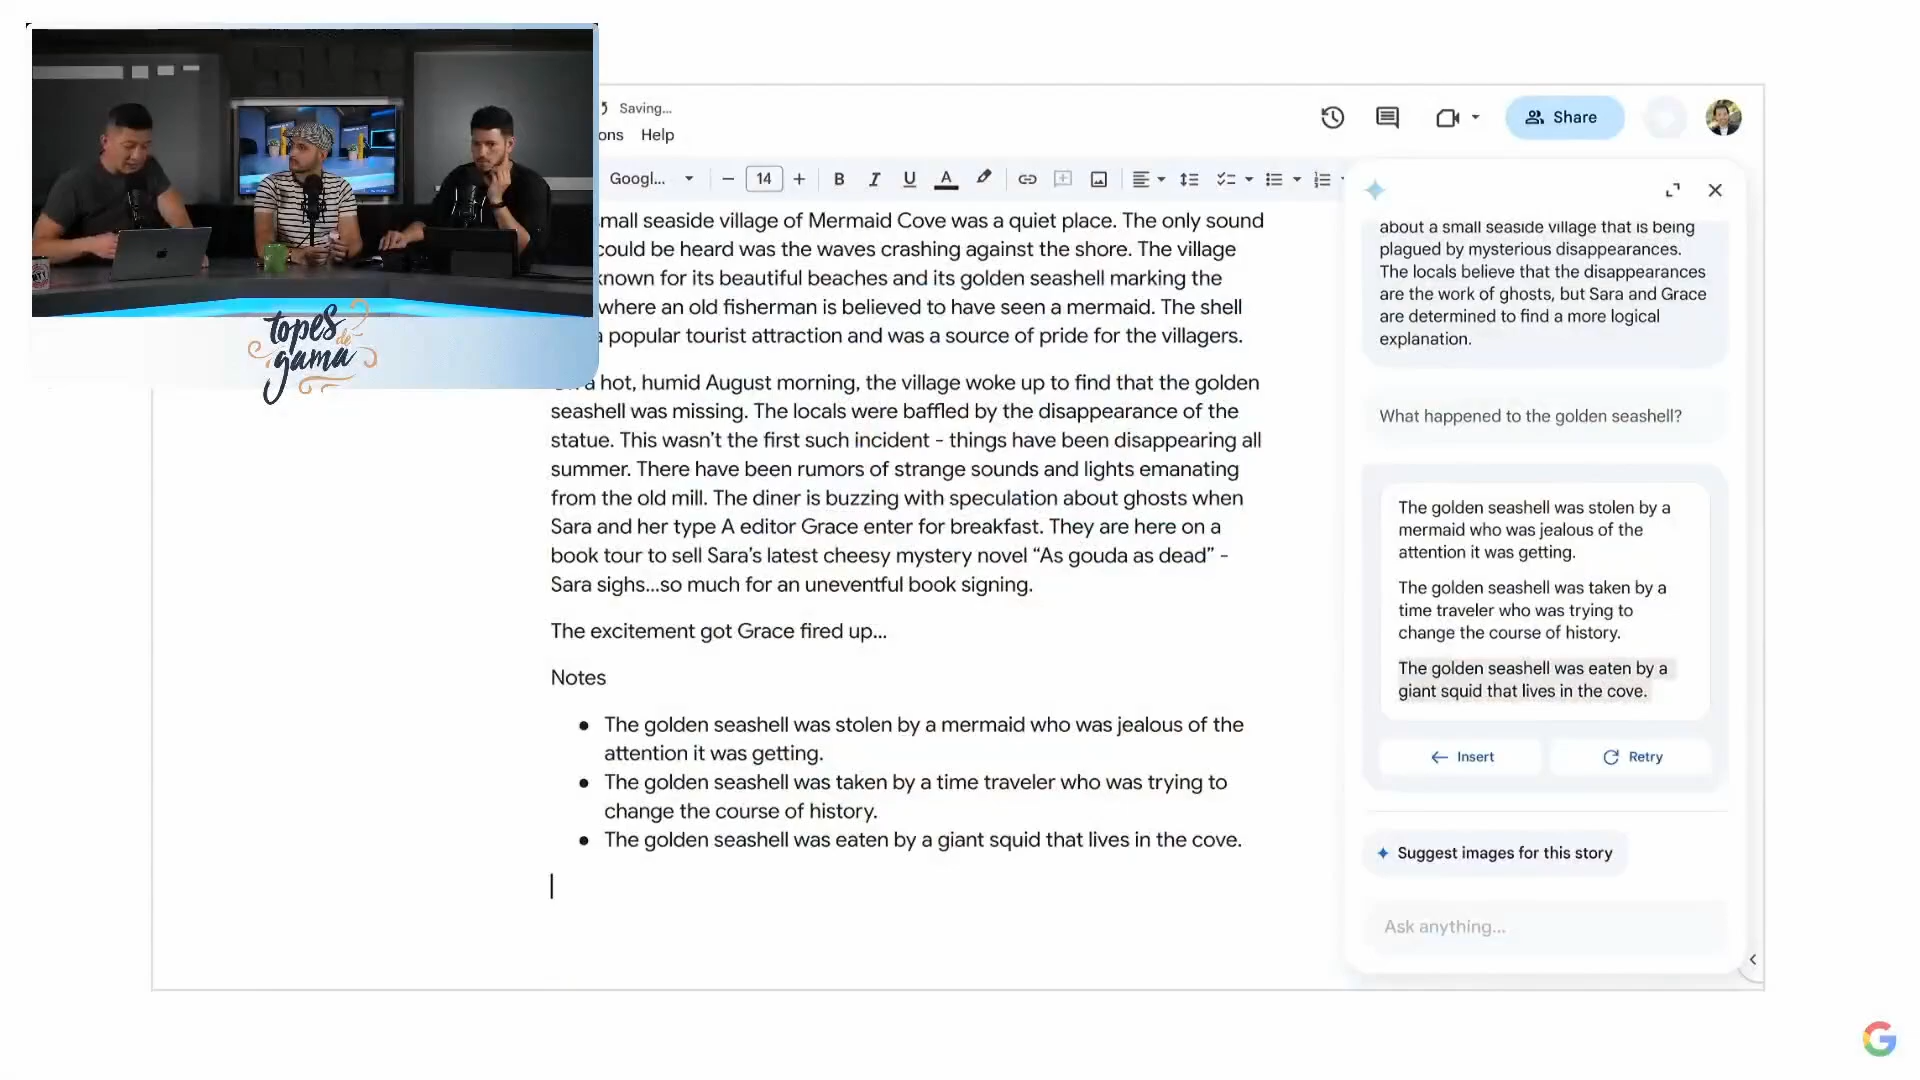 topes
de
gama
Saving...
ons Help
Googl...
14
B I U A
Share
mall seaside village of Mermaid Cove was a quiet place. The only sound
could be heard was the waves crashing against the shore. The village
known for its beautiful beaches and its golden seashell marking the
where an old fisherman is believed to have seen a mermaid. The shell
a popular tourist attraction and was a source of pride for the villagers.
a hot, humid August morning, the village woke up to find that the golden
seashell was missing. The locals were baffled by the disappearance of the
statue. This wasn't the first such incident - things have been disappearing all
summer. There have been rumors of strange sounds and lights emanating
from the old mill. The diner is buzzing with speculation about ghosts when
Sara and her type A editor Grace enter for breakfast. They are here on a
book tour to sell Sara's latest cheesy mystery novel “As gouda as dead” -
Sara sighs...so much for an uneventful book signing.
The excitement got Grace fired up...
Notes
● The golden seashell was stolen by a mermaid who was jealous of the
attention it was getting.
● The golden seashell was taken by a time traveler who was trying to
change the course of history.
● The golden seashell was eaten by a giant squid that lives in the cove.
about a small seaside village that is being
plagued by mysterious disappearances.
The locals believe that the disappearances
are the work of ghosts, but Sara and Grace
are determined to find a more logical
explanation.
What happened to the golden seashell?
The golden seashell was stolen by a
mermaid who was jealous of the
attention it was getting.
The golden seashell was taken by a
time traveler who was trying to
change the course of history.
The golden seashell was eaten by a
giant squid that lives in the cove.
Insert
Retry
Suggest images for this story
Ask anything...
G